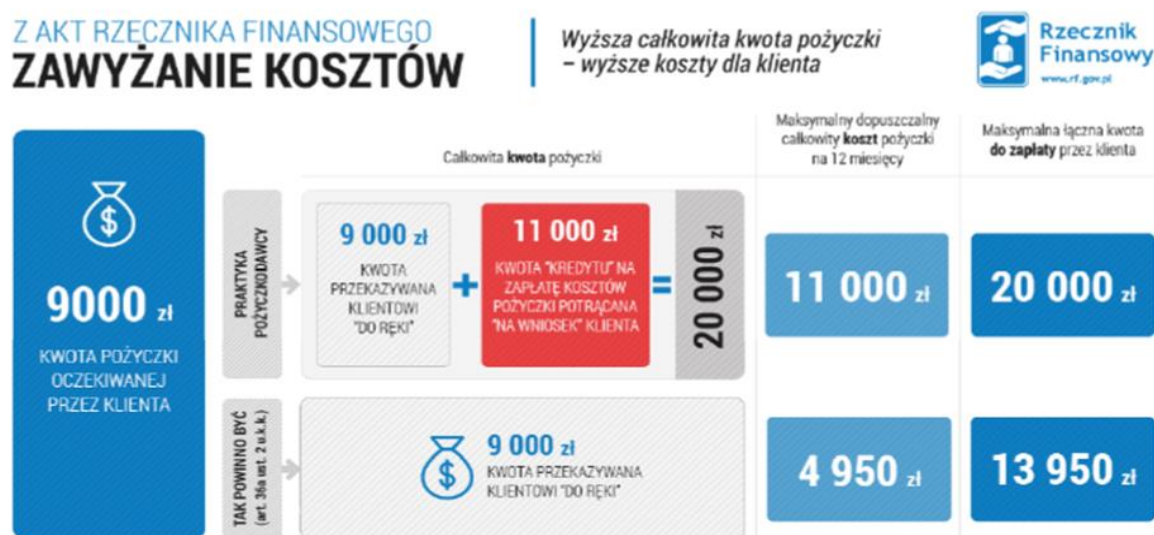 Z AKT RZECZNIKA FINANSOWEGO
ZAWYŻANIE KOSZTÓW
Wyższa całkowita kwota pożyczki
– wyższe koszty dla klienta
Rzecznik
Finansowy
www.rf.gov.pl
$
9000 zł
KWOTA POŻYCZKI
OCZEKIWANEJ
PRZEZ KLIENTA
Całkowita kwota pożyczki
Maksymalny dopuszczalny
całkowity koszt pożyczki
na 12 miesięcy
Maksymalna łączna kwota
do zapłaty przez klienta
PRAKTYKA
POŻYCZKODAWCY
9 000 zł
KWOTA
PRZEKAZYWANA
KLIENTOWI
"DO RĘKI"
+
11 000 zł
KWOTA "KREDYTU" NA
ZAPŁATĘ KOSZTÓW
POŻYCZKI POTRĄCANA
"NA WNIOSEK" KLIENTA
=
20 000 zł
11 000 zł
20 000 zł
TAK POWINNO BYĆ
(art. 36a ust. 2 u.k.k.)
$
9 000 zł
KWOTA PRZEKAZYWANA
KLIENTOWI "DO RĘKI"
4 950 zł
13 950 zł